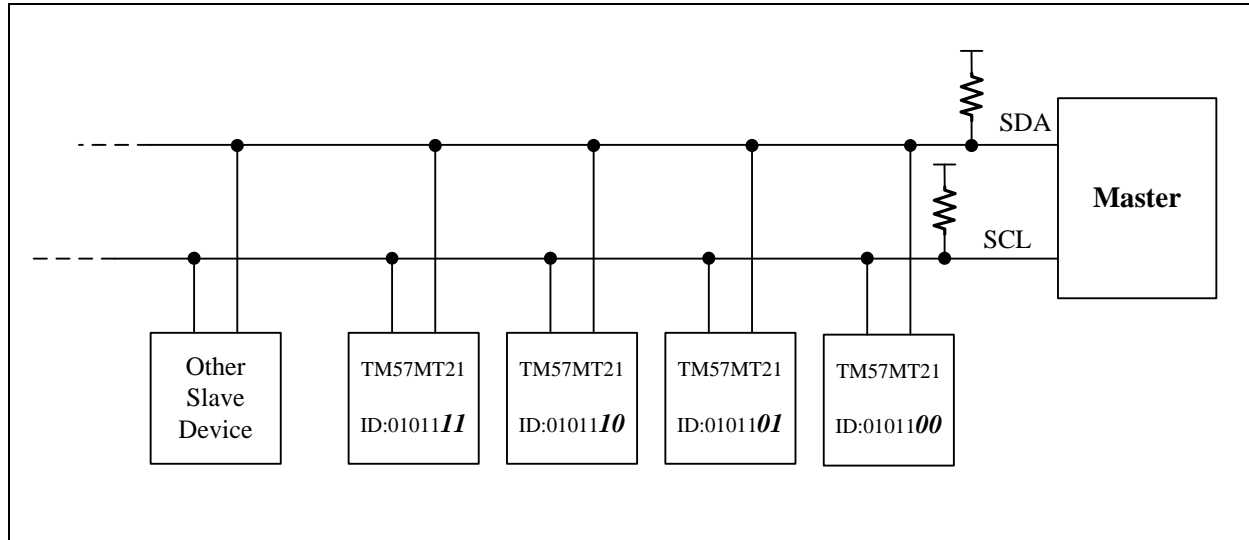 SDA
Master
SCL
Other
Slave
Device
TM57MT21
ID:0101111
TM57MT21
ID:0101110
TM57MT21
ID:0101101
TM57MT21
ID:0101100